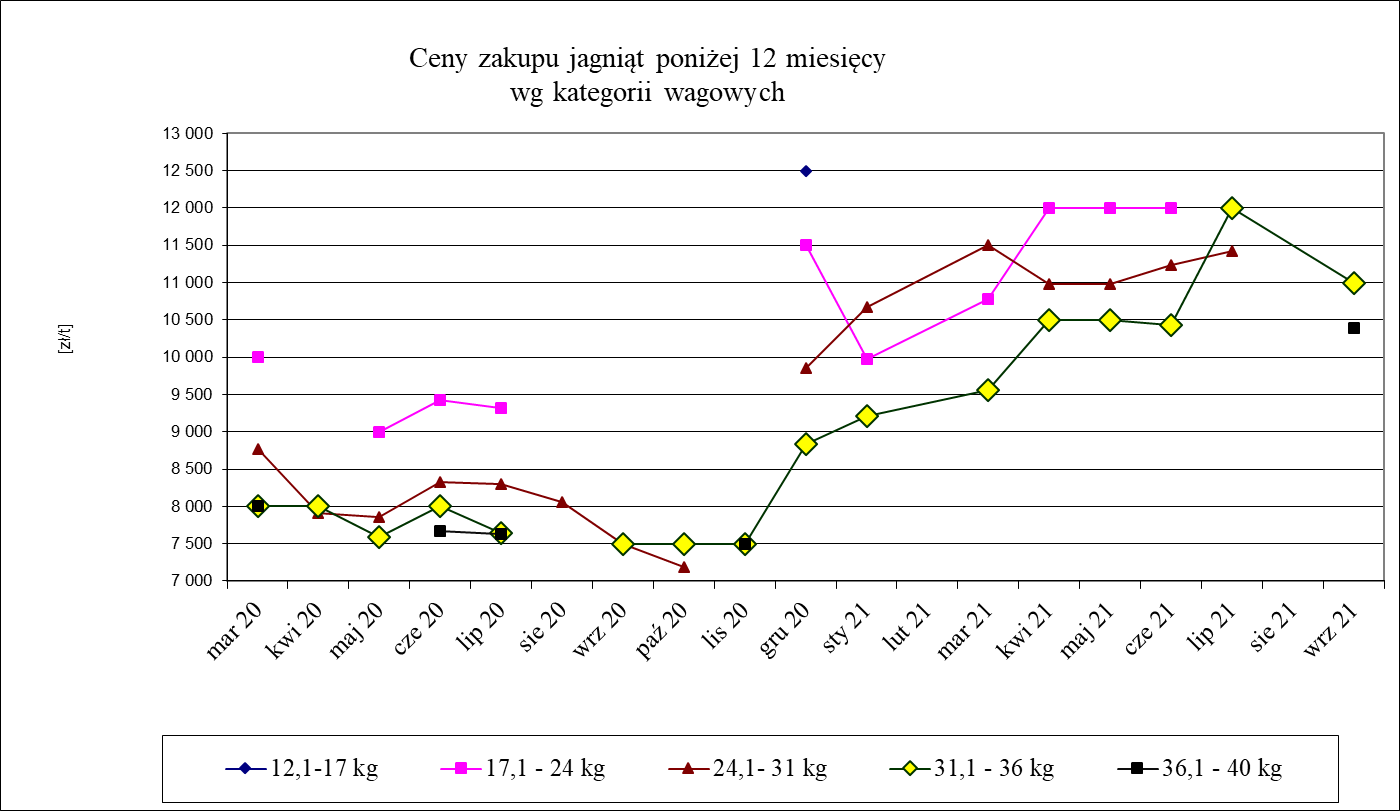 Ceny zakupu jagniąt poniżej 12 miesięcy
wg kategorii wagowych
[zł/t]
13 000
12 500
12 000
11 500
11 000
10 500
10 000
9 500
9 000
8 500
8 000
7 500
7 000
mar 20
kwi 20
maj 20
cze 20
lip 20
sie 20
wrz 20
paź 20
lis 20
gru 20
sty 21
lut 21
mar 21
kwi 21
maj 21
cze 21
lip 21
sie 21
wrz 21
12,1-17 kg 17,1 - 24 kg 24,1- 31 kg 31,1 - 36 kg 36,1 - 40 kg